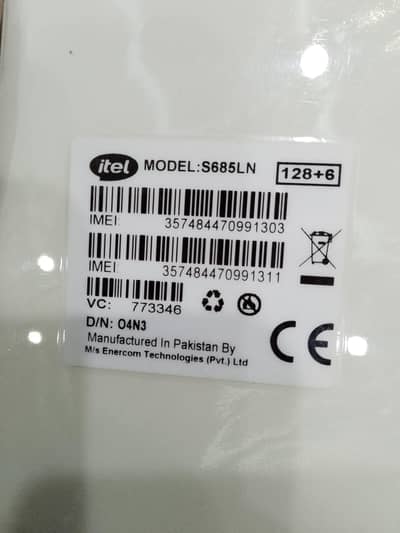 itel MODEL:S685LN 128+6
IMEI: 357484470991303
IMEI: 357484470991311
VC: 773346
D/N: O4N3
Manufactured In Pakistan By
M/s Enercom Technologies (Pvt.) Ltd
CE